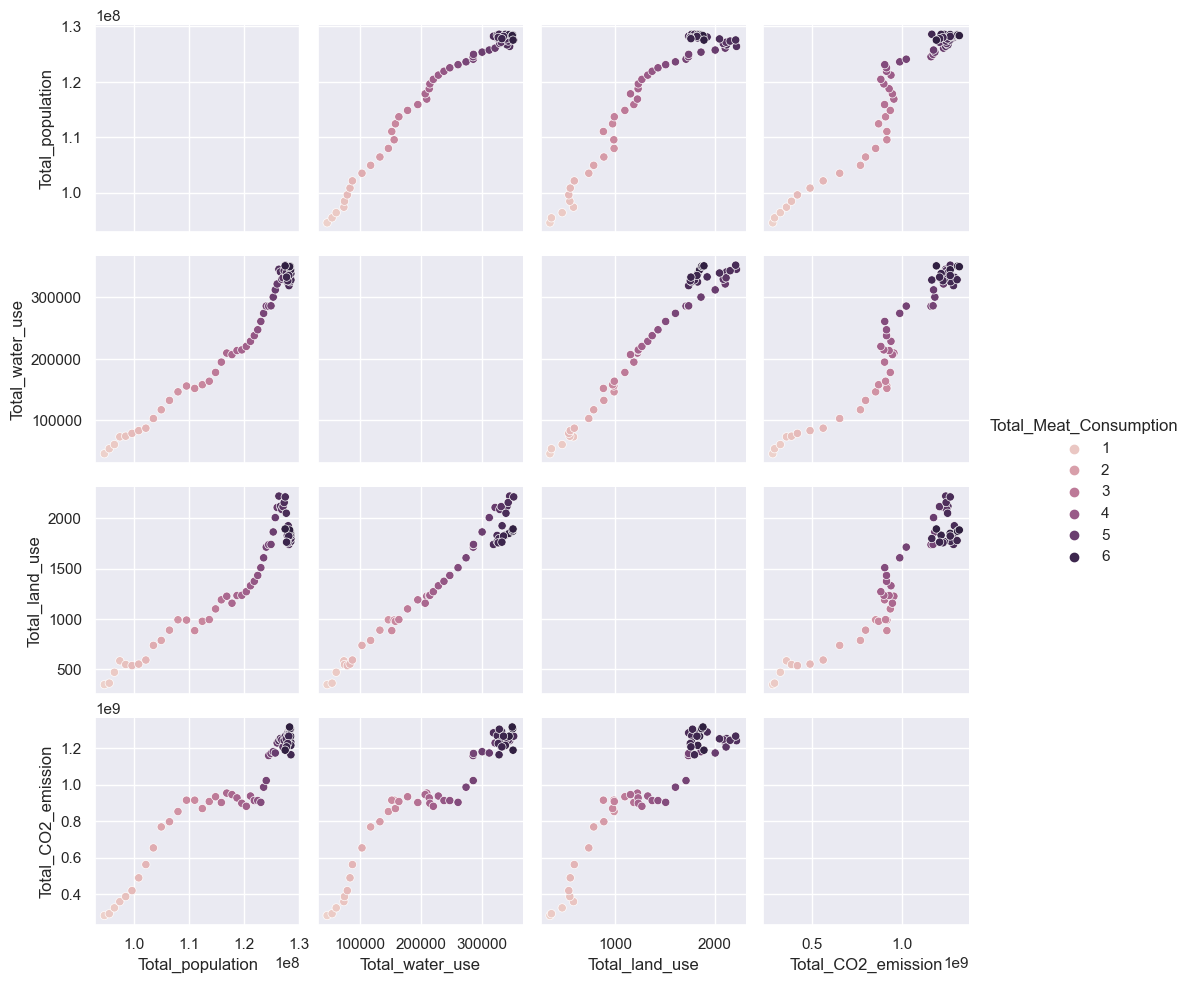 1e8
1.3
1.2
1.1
1.0
Total_population
300000
200000
100000
Total_water_use
Total_Meat_Consumption
1
2
3
4
5
6
2000
1500
1000
500
Total_land_use
1e9
1.2
1.0
0.8
0.6
0.4
Total_CO2_emission
1.0 1.1 1.2 1.3
100000 200000 300000
1000 2000
0.5 1.0
Total_population 1e8
Total_water_use
Total_land_use
Total_CO2_emission 1e9